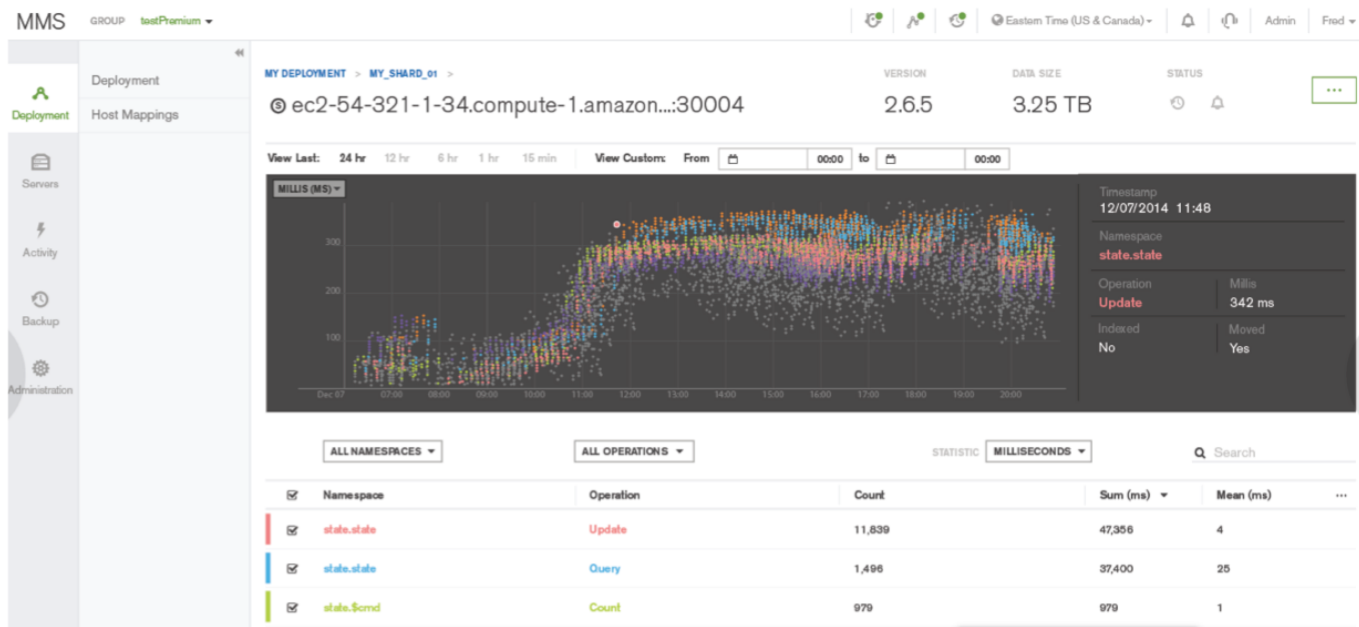 MMS GROUP testPremium Eastern Time (US & Canada) Admin Fred
Deployment
Servers
Activity
Backup
Administration
Deployment
Host Mappings
MY DEPLOYMENT > MY_SHARD_01 >
ec2-54-321-1-34.compute-1.amazon...:30004
VERSION
2.6.5
DATA SIZE
3.25 TB
STATUS
...
View Last: 24 hr 12 hr 6 hr 1 hr 15 min View Custom: From 00:00 to 00:00
MILLIS (MS)
300
200
100
Dec 07 07:00 08:00 09:00 10:00 11:00 12:00 13:00 14:00 15:00 16:00 17:00 18:00 19:00 20:00
Timestamp
12/07/2014 11:48
Namespace
state.state
Operation Millis
Update 342 ms
Indexed Moved
No Yes
ALL NAMESPACES ALL OPERATIONS STATISTIC MILLISECONDS Search
Namespace Operation Count Sum (ms) Mean (ms) ...
state.state Update 11,839 47,356 4
state.state Query 1,496 37,400 25
state.$cmd Count 979 979 1